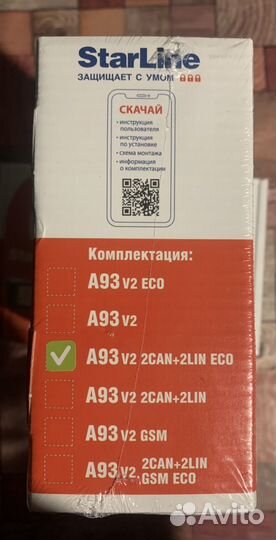 StarLine
ЗАЩИЩАЕТ С УМОМ
СКАЧАЙ
• инструкция
пользователя
• инструкция
по установке
• схема монтажа
• информация
о комплектации
Комплектация:
A93 V2 ECO
A93 V2
A93 V2 2CAN+2LIN ECO
A93 V2 2CAN+2LIN
A93 V2 GSM
A93 V2 2CAN+2LIN
GSM ECO
Avito